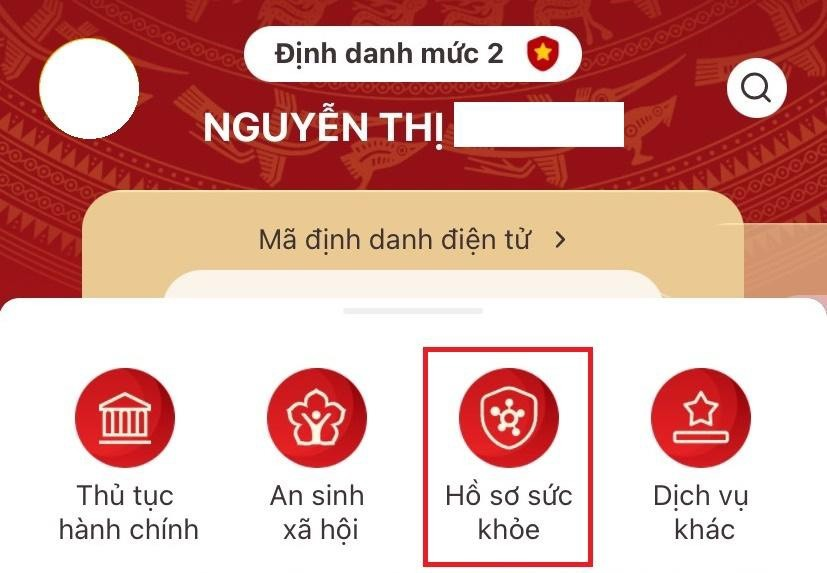 Định danh mức 2
NGUYỄN THỊ
Mã định danh điện tử
Thủ tục
hành chính
An sinh
xã hội
Hồ sơ sức
khỏe
Dịch vụ
khác